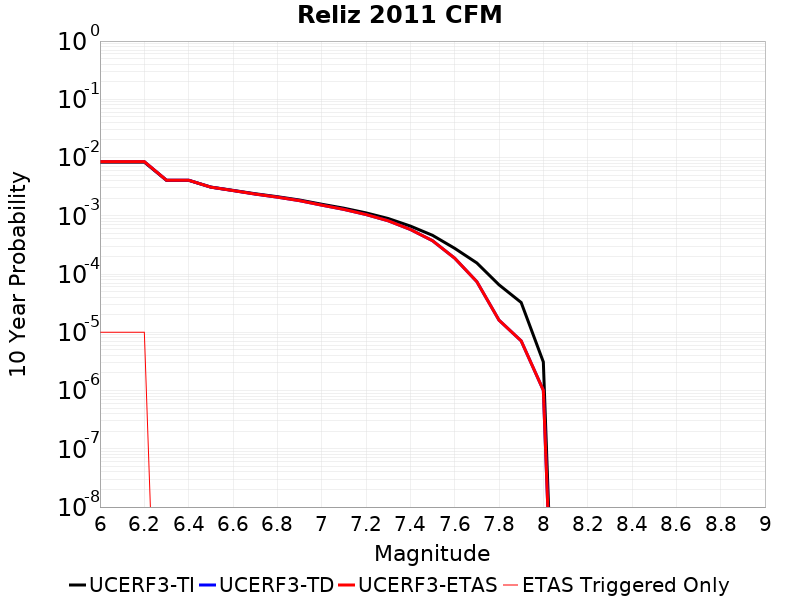 Reliz 2011 CFM
10 Year Probability
10^0
10^-1
10^-2
10^-3
10^-4
10^-5
10^-6
10^-7
10^-8
6 6.2 6.4 6.6 6.8 7 7.2 7.4 7.6 7.8 8 8.2 8.4 8.6 8.8 9
Magnitude
UCERF3-TI UCERF3-TD UCERF3-ETAS ETAS Triggered Only